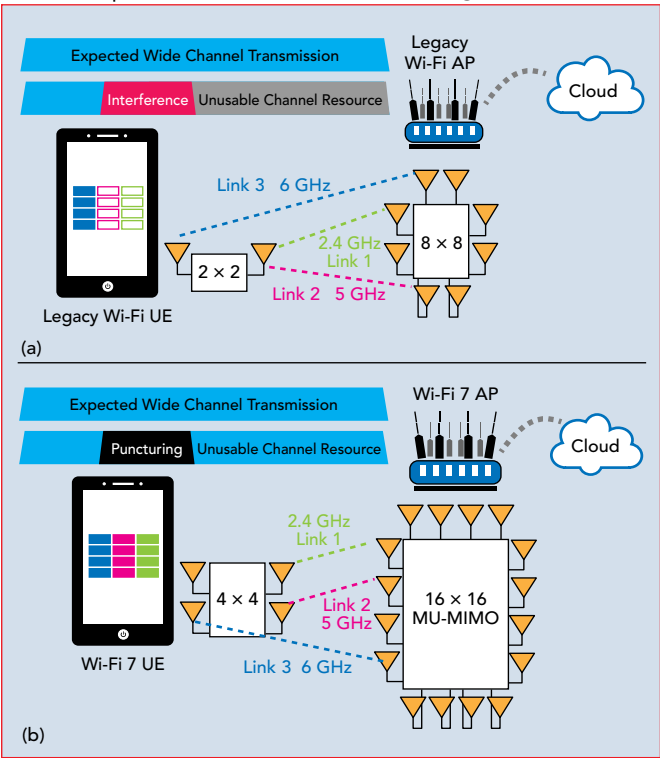 Expected Wide Channel Transmission
Legacy
Wi-Fi AP
Cloud
Interference
Unusable Channel Resource
Link 3 6 GHz
2.4 GHz
Link 1
2 × 2
8 × 8
Link 2 5 GHz
Legacy Wi-Fi UE
(a)
Expected Wide Channel Transmission
Wi-Fi 7 AP
Cloud
Puncturing
Unusable Channel Resource
2.4 GHz
Link 1
4 × 4
Link 2
5 GHz
16 × 16
MU-MIMO
Link 3 6 GHz
Wi-Fi 7 UE
(b)